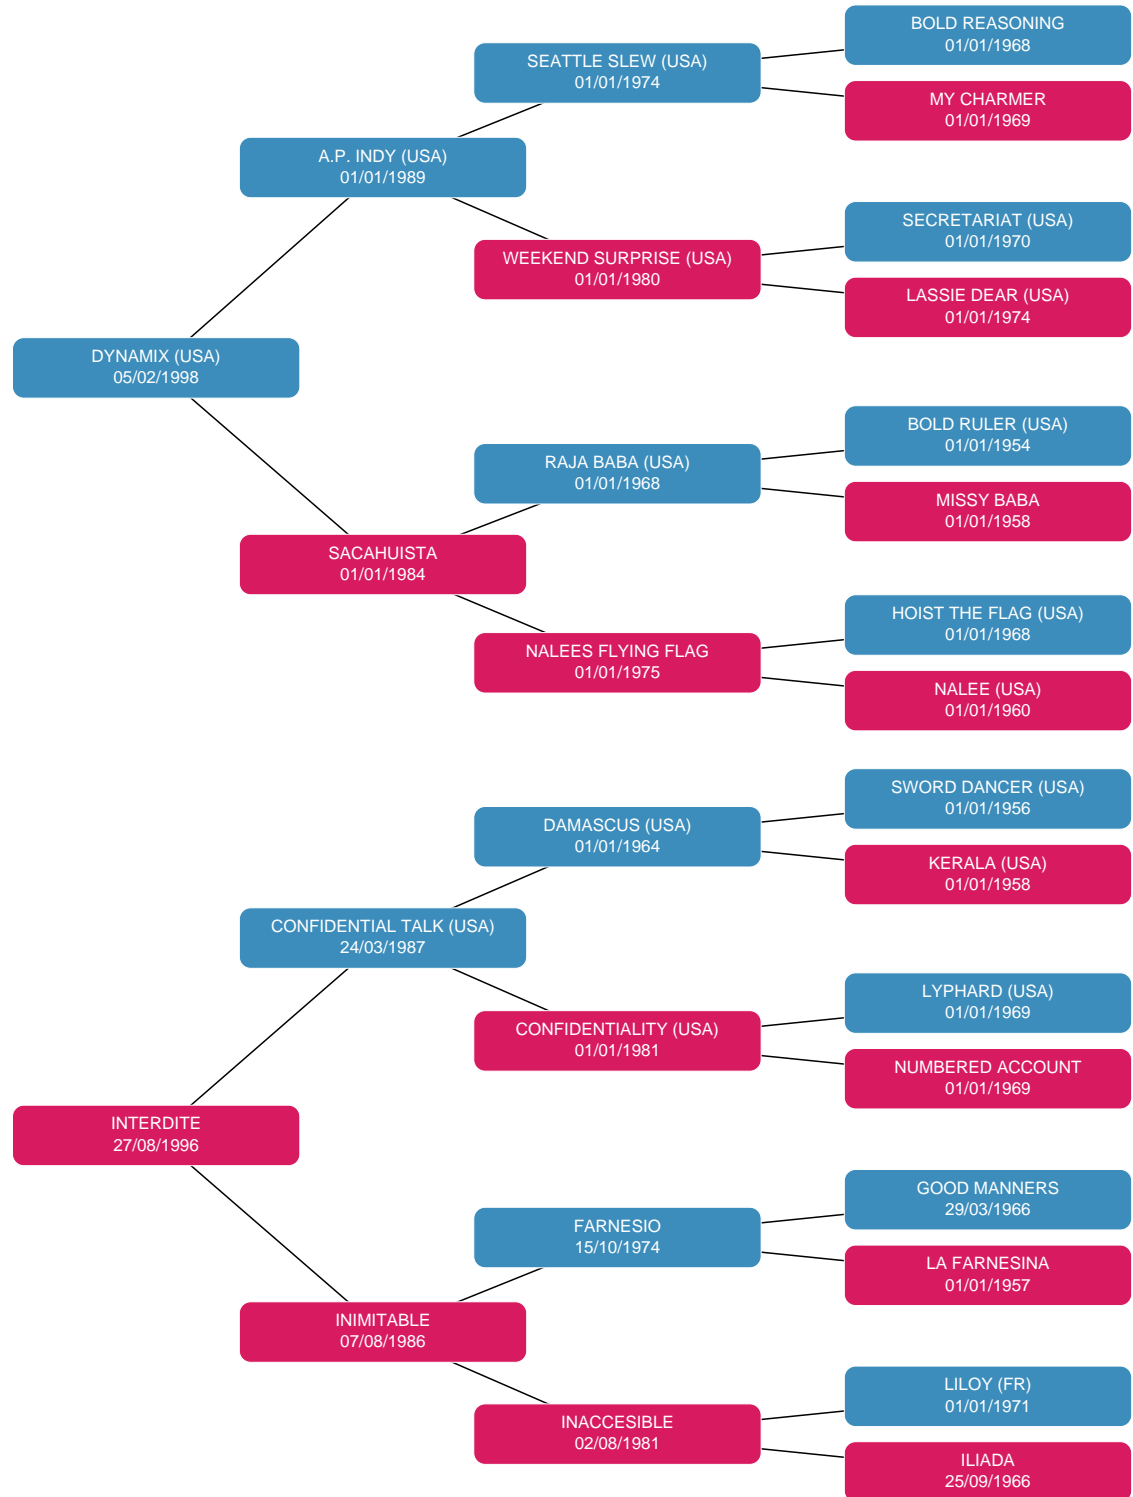 BOLD REASONING
01/01/1968
SEATTLE SLEW (USA)
01/01/1974
MY CHARMER
01/01/1969
A.P. INDY (USA)
01/01/1989
SECRETARIAT (USA)
01/01/1970
WEEKEND SURPRISE (USA)
01/01/1980
LASSIE DEAR (USA)
01/01/1974
DYNAMIX (USA)
05/02/1998
BOLD RULER (USA)
01/01/1954
RAJA BABA (USA)
01/01/1968
MISSY BABA
01/01/1958
SACAHUISTA
01/01/1984
HOIST THE FLAG (USA)
01/01/1968
NALEES FLYING FLAG
01/01/1975
NALEE (USA)
01/01/1960
SWORD DANCER (USA)
01/01/1956
DAMASCUS (USA)
01/01/1964
KERALA (USA)
01/01/1958
CONFIDENTIAL TALK (USA)
24/03/1987
LYPHARD (USA)
01/01/1969
CONFIDENTIALITY (USA)
01/01/1981
NUMBERED ACCOUNT
01/01/1969
INTERDITE
27/08/1996
GOOD MANNERS
29/03/1966
FARNESIO
15/10/1974
LA FARNESINA
01/01/1957
INIMITABLE
07/08/1986
LILOY (FR)
01/01/1971
INACCESIBLE
02/08/1981
ILIADA
25/09/1966